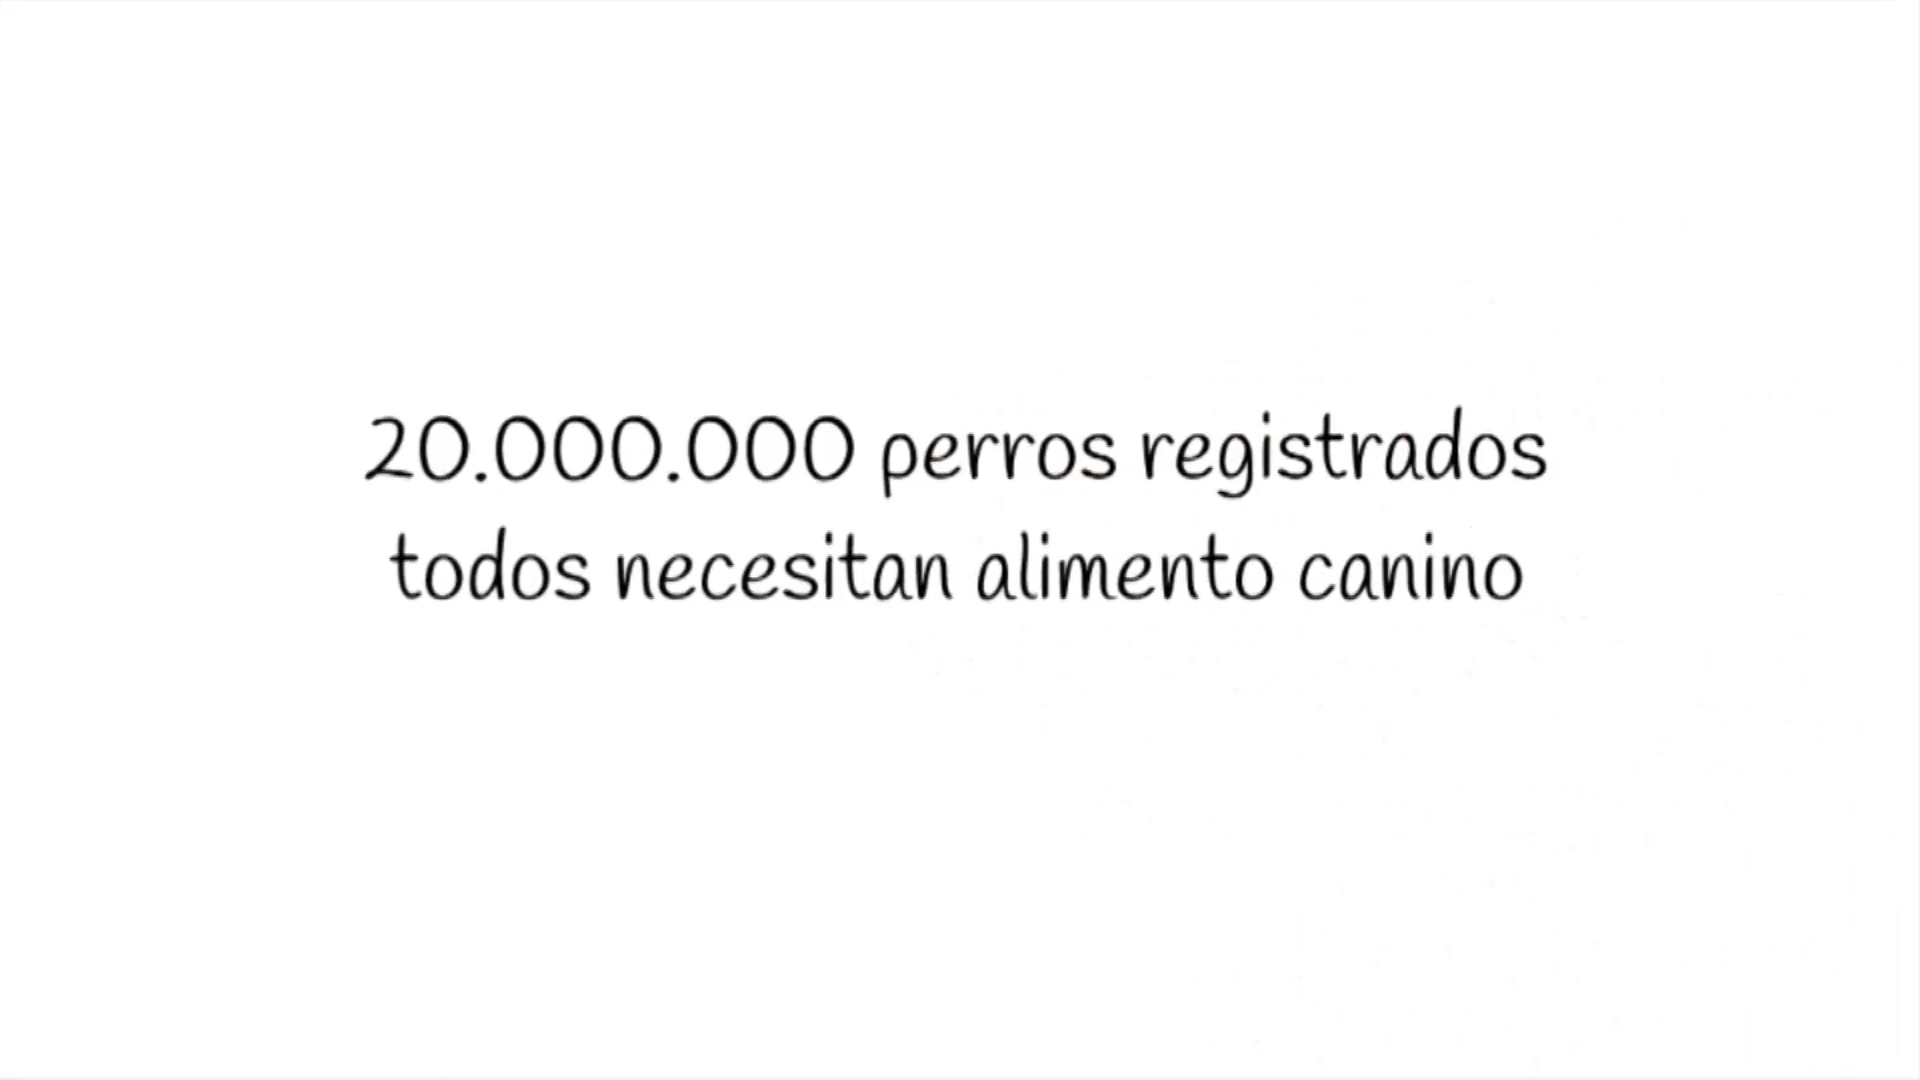 20.000.000 perros registrados
todos necesitan alimento canino